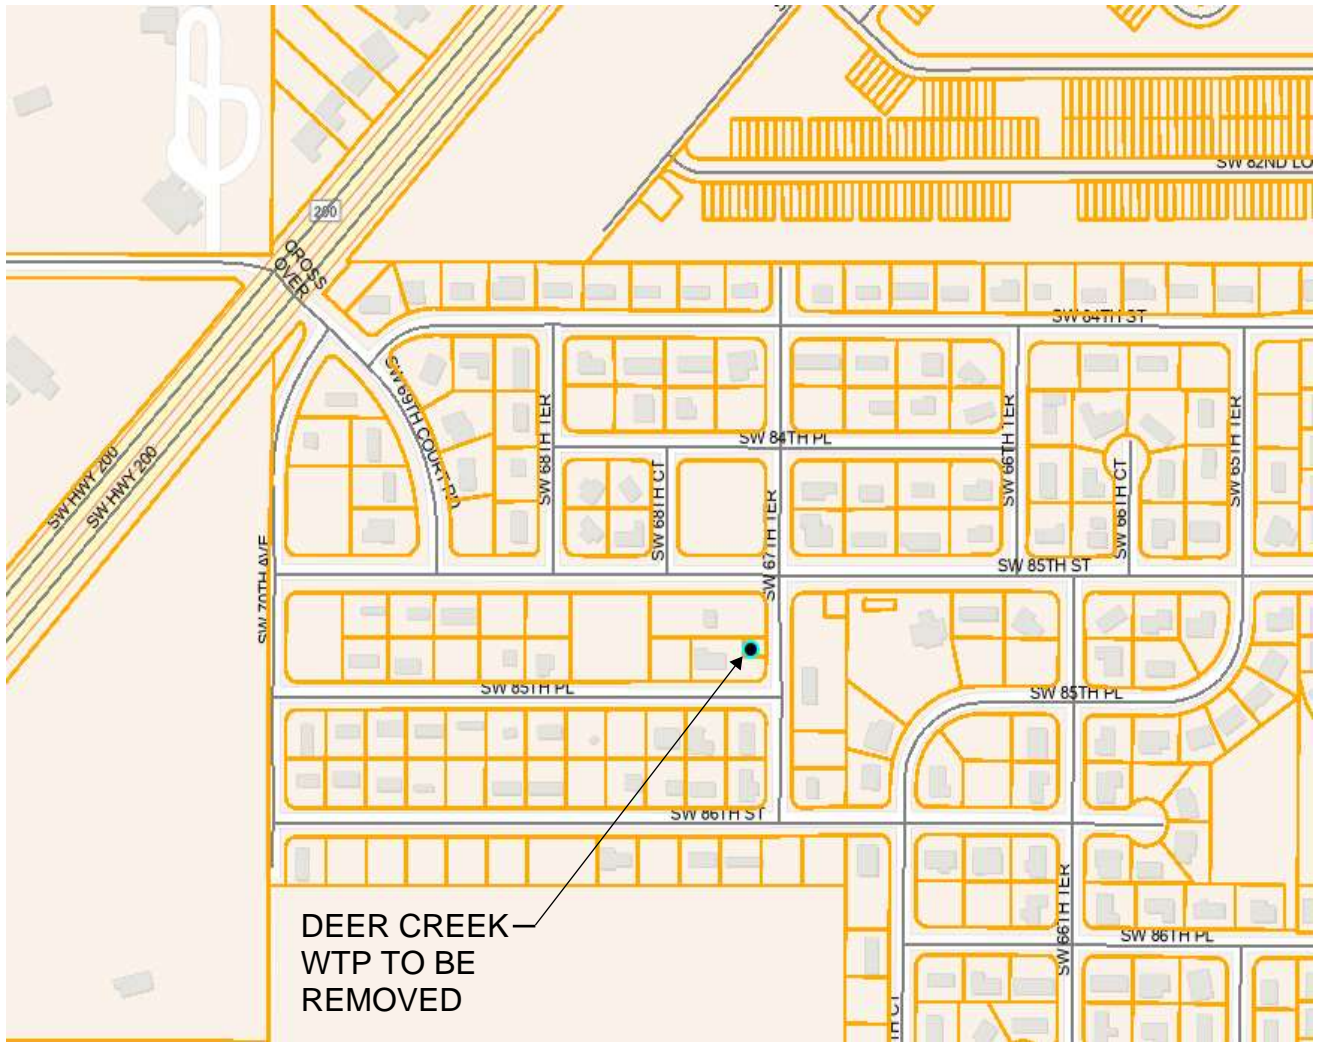 SW 82ND LO
200
CROSS
OVER
SW 84TH ST
SW 69TH COURT RD
SW 68TH TER
SW 84TH PL
SW 66TH TER
SW 65TH TER
SW HWY 200
SW HWY 200
SW 68TH CT
SW 67TH TER
SW 66TH CT
SW 70TH AVE
SW 85TH ST
SW 85TH PL
SW 85TH PL
SW 86TH ST
SW 66TH TER
SW 86TH PL
DEER CREEK
WTP TO BE
REMOVED
TH CT